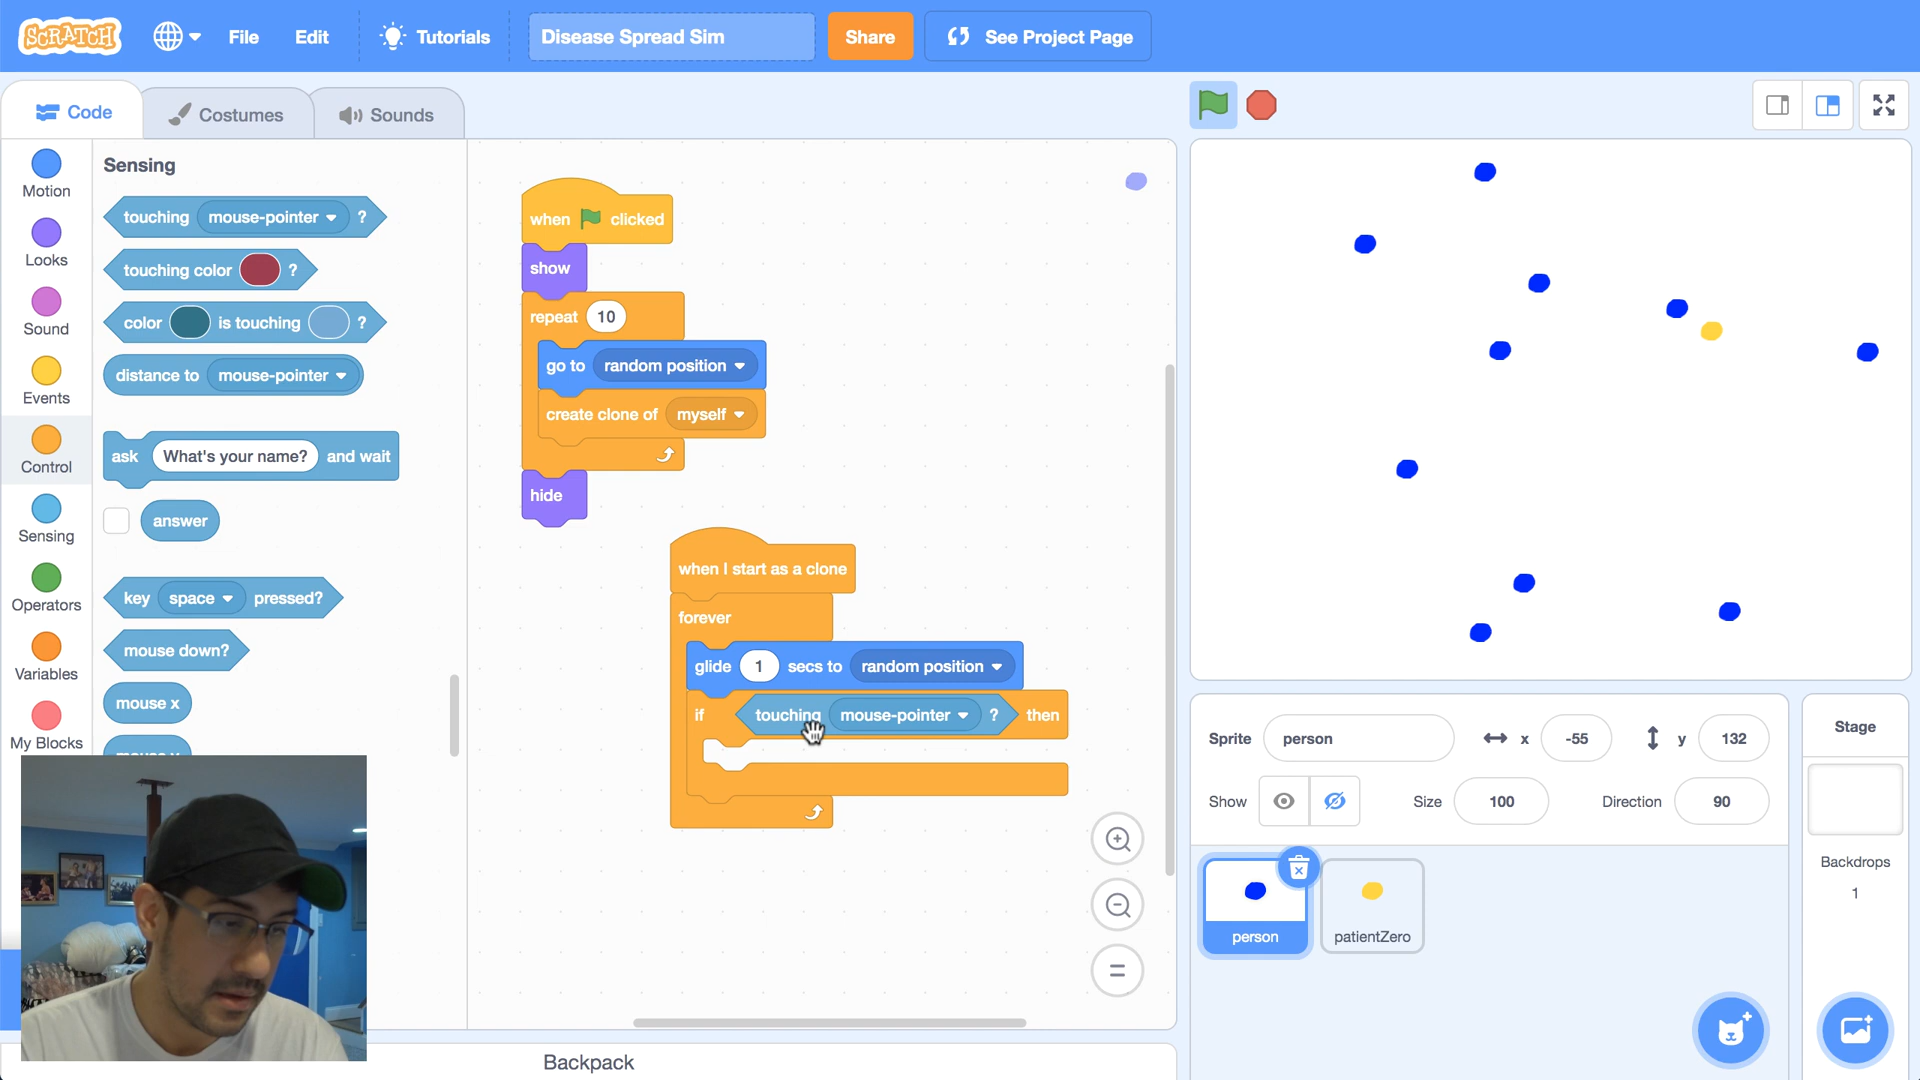 SCRATCH File Edit Tutorials Disease Spread Sim Share See Project Page
Code Costumes Sounds
Motion
Looks
Sound
Events
Control
Sensing
Operators
Variables
My Blocks
Sensing
touching mouse-pointer ?
touching color ?
color is touching ?
distance to mouse-pointer
ask What's your name? and wait
answer
key space pressed?
mouse down?
mouse x
when clicked
show
repeat 10
go to random position
create clone of myself
hide
when I start as a clone
forever
glide 1 secs to random position
if touching mouse-pointer ? then
Backpack
Sprite person x -55 y 132
Show Size 100 Direction 90
person
patientZero
Stage
Backdrops
1